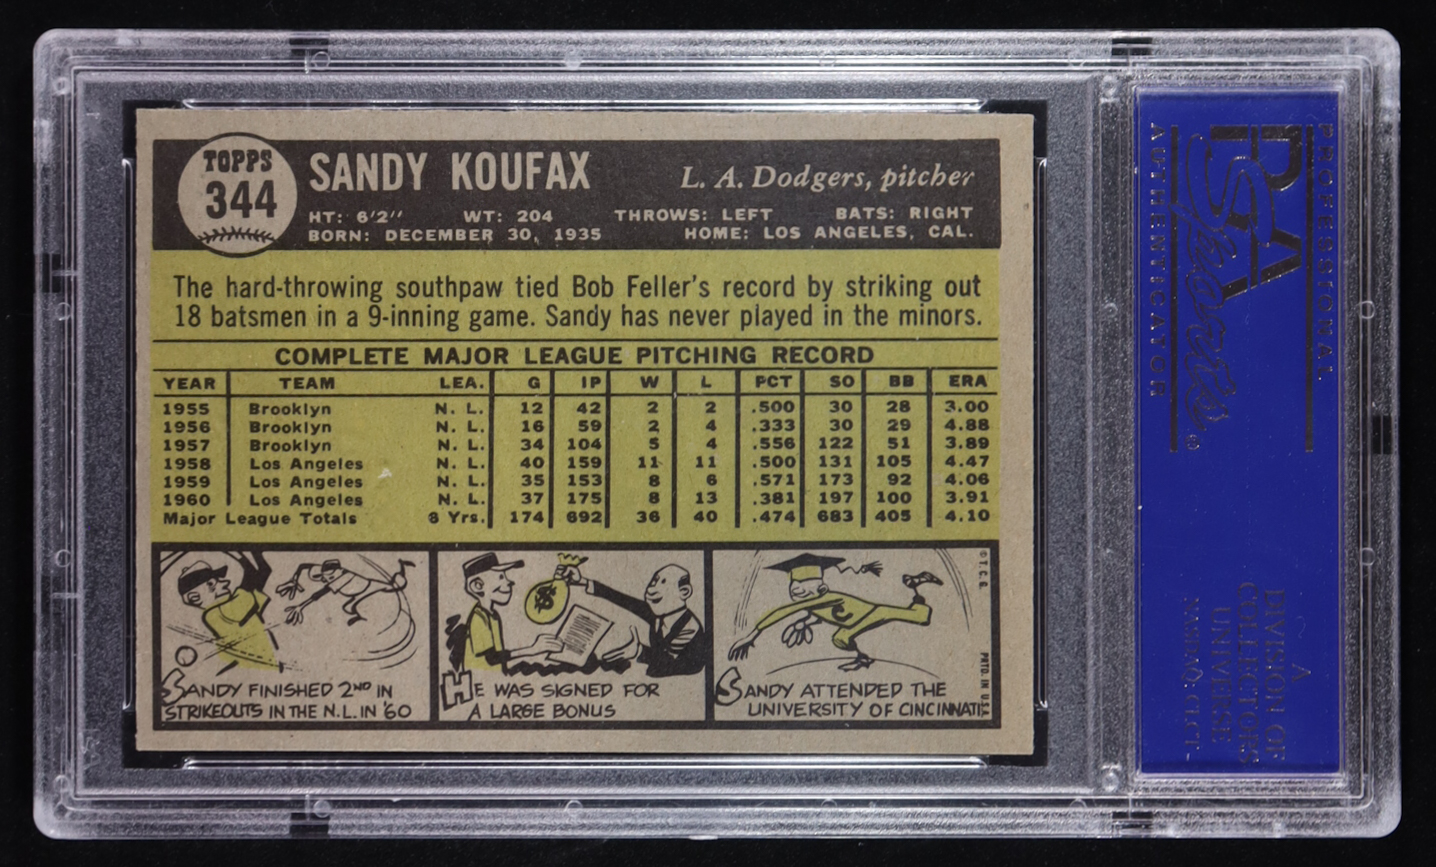 TOPPS
344
SANDY KOUFAX
L. A. Dodgers, pitcher
HT: 6'2" WT: 204 THROWS: LEFT BATS: RIGHT
BORN: DECEMBER 30, 1935 HOME: LOS ANGELES, CAL.
The hard-throwing southpaw tied Bob Feller's record by striking out
18 batsmen in a 9-inning game. Sandy has never played in the minors.
COMPLETE MAJOR LEAGUE PITCHING RECORD
YEAR TEAM LEA. G IP W L PCT SO BB ERA
1955 Brooklyn N. L. 12 42 2 2 .500 30 28 3.00
1956 Brooklyn N. L. 16 59 2 4 .333 30 29 4.88
1957 Brooklyn N. L. 34 104 5 4 .556 122 51 3.89
1958 Los Angeles N. L. 40 159 11 11 .500 131 105 4.47
1959 Los Angeles N. L. 35 153 8 6 .571 173 92 4.06
1960 Los Angeles N. L. 37 175 8 13 .381 197 100 3.91
Major League Totals 6 Yrs. 174 692 36 40 .474 683 405 4.10
SANDY FINISHED 2ND IN
STRIKEOUTS IN THE N.L. IN '60
$
HE WAS SIGNED FOR
A LARGE BONUS
C
SANDY ATTENDED THE
UNIVERSITY OF CINCINNATI
© T.C.G.
PRTD. IN U.S.A.
PROFESSIONAL
PSA
AUTHENTICATOR
®
A
DIVISION OF
COLLECTORS
UNIVERSE
NASDAQ: CLCT
PSA